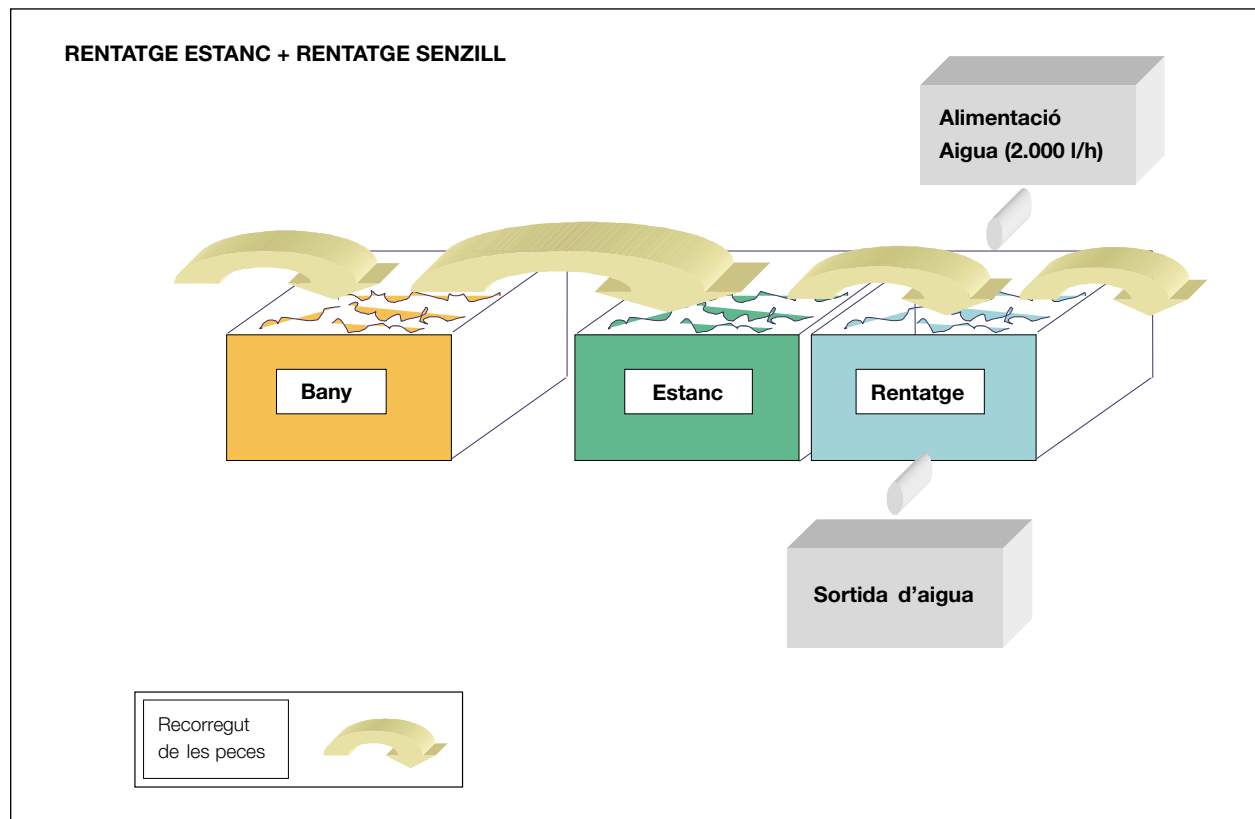 RENTATGE ESTANC + RENTATGE SENZILL
Alimentació
Aigua (2.000 l/h)
Bany
Estanc
Rentatge
Sortida d’aigua
Recorregut
de les peces